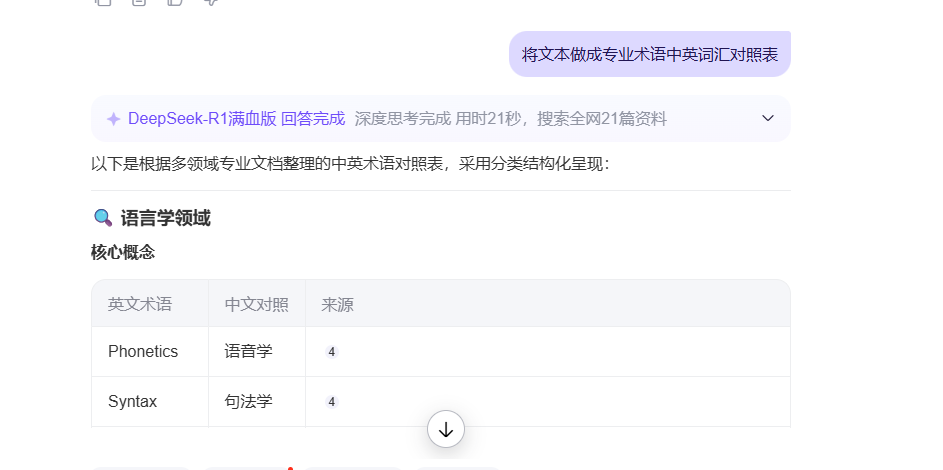 将文本做成专业术语中英词汇对照表
DeepSeek-R1满血版 回答完成 深度思考完成 用时21秒，搜索全网21篇资料
以下是根据多领域专业文档整理的中英术语对照表，采用分类结构化呈现：
语言学领域
核心概念
英文术语 中文对照 来源
Phonetics 语音学 4
Syntax 句法学 4